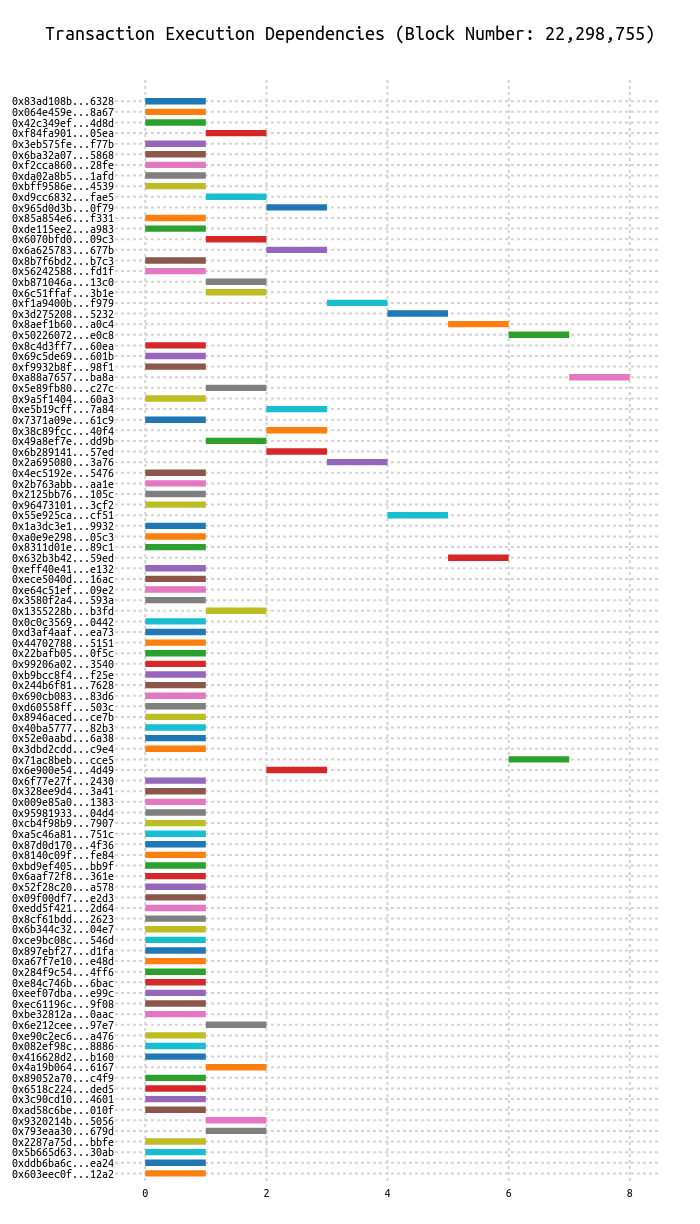 Transaction Execution Dependencies (Block Number: 22,298,755)
0x83ad108b...6328
0x064e459e...8a67
0x42c349ef...4d8d
0xf84fa901...05ea
0x3eb575fe...f77b
0x6ba32a07...5868
0xf2cca860...28fe
0xda02a8b5...1afd
0xbff9586e...4539
0xd9cc6832...fae5
0x965d0d3b...0f79
0x85a854e6...f331
0xde115ee2...a983
0x6070bfd0...09c3
0x6a625783...677b
0x8b7f6bd2...b7c3
0x56242588...fd1f
0xb871046a...13c0
0x6c51ffaf...3b1e
0xf1a9400b...f979
0x3d275208...5232
0x8aef1b60...a0c4
0x50226072...e0c8
0x8c4d3ff7...60ea
0x69c5de69...601b
0xf9932b8f...98f1
0xa88a7657...ba8a
0x5e89fb80...c27c
0x9a5f1404...60a3
0xe5b19cff...7a84
0x7371a09e...61c9
0x38c89fcc...40f4
0x49a8ef7e...dd9b
0x6b289141...57ed
0x2a695080...3a76
0x4ec5192e...5476
0x2b763abb...aa1e
0x2125bb76...105c
0x96473101...3cf2
0x55e925ca...cf51
0x1a3dc3e1...9932
0xa0e9e298...05c3
0x8311d01e...89c1
0x632b3b42...59ed
0xeff40e41...e132
0xece5040d...16ac
0xe64c51ef...09e2
0x3580f2a4...593a
0x1355228b...b3fd
0x0c0c3569...0442
0xd3af4aaf...ea73
0x44702788...5151
0x22bafb05...0f5c
0x99206a02...3540
0xb9bcc8f4...f25e
0x244b6f81...7628
0x690cb083...83d6
0xd60558ff...503c
0x8946aced...ce7b
0x40ba5777...82b3
0x52e0aabd...6a38
0x3dbd2cdd...c9e4
0x71ac8beb...cce5
0x6e900e54...4d49
0x6f77e27f...2430
0x328ee9d4...3a41
0x009e85a0...1383
0x95981933...04d4
0xcb4f98b9...7907
0xa5c46a81...751c
0x87d0d170...4f36
0x8140c09f...fe84
0xbd9ef405...bb9f
0x6aaf72f8...361e
0x52f28c20...a578
0x09f00df7...e2d3
0xedd5f421...2d64
0x8cf61bdd...2623
0x6b344c32...04e7
0xce9bc08c...546d
0x897ebf27...d1fa
0xa67f7e10...e48d
0x284f9c54...4ff6
0xe84c746b...6bac
0xeef07dba...e99c
0xec61196c...9f08
0xbe32812a...0aac
0x6e212cee...97e7
0xe90c2ec6...a476
0x082ef98c...8886
0x416628d2...b160
0x4a19b064...6167
0x89052a70...c4f9
0x6518c224...ded5
0x3c90cd10...4601
0xad58c6be...010f
0x9320214b...5056
0x793eaa30...679d
0x2287a75d...bbfe
0x5b665d63...30ab
0xddb6ba6c...ea24
0x603eec0f...12a2
0 2 4 6 8